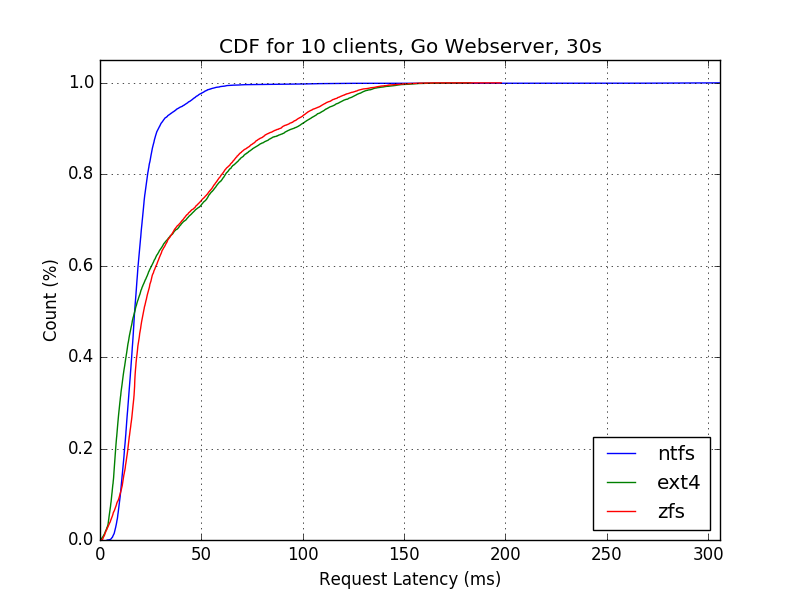 CDF for 10 clients, Go Webserver, 30s
1.0
0.8
0.6
0.4
0.2
0.0
Count (%)
ntfs
ext4
zfs
0 50 100 150 200 250 300
Request Latency (ms)